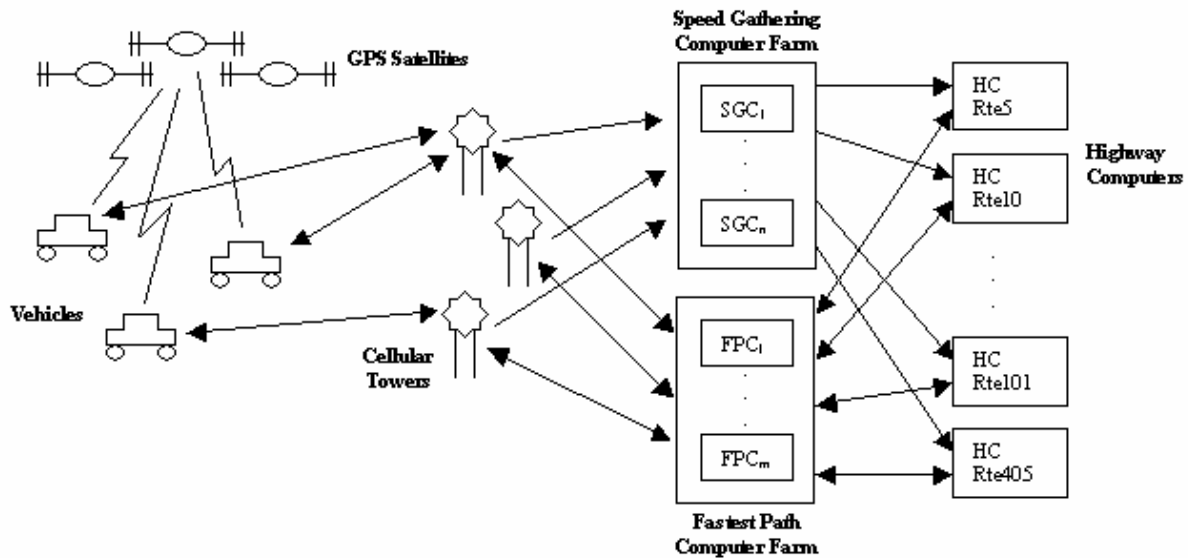 Speed Gathering
Computer Farm
GPS Satellites
SGC₁
SGCₙ
HC
Rte5
HC
Rte10
Highway
Computers
Vehicles
Cellular
Towers
FPC₁
FPCₘ
HC
Rte101
HC
Rte405
Fastest Path
Computer Farm